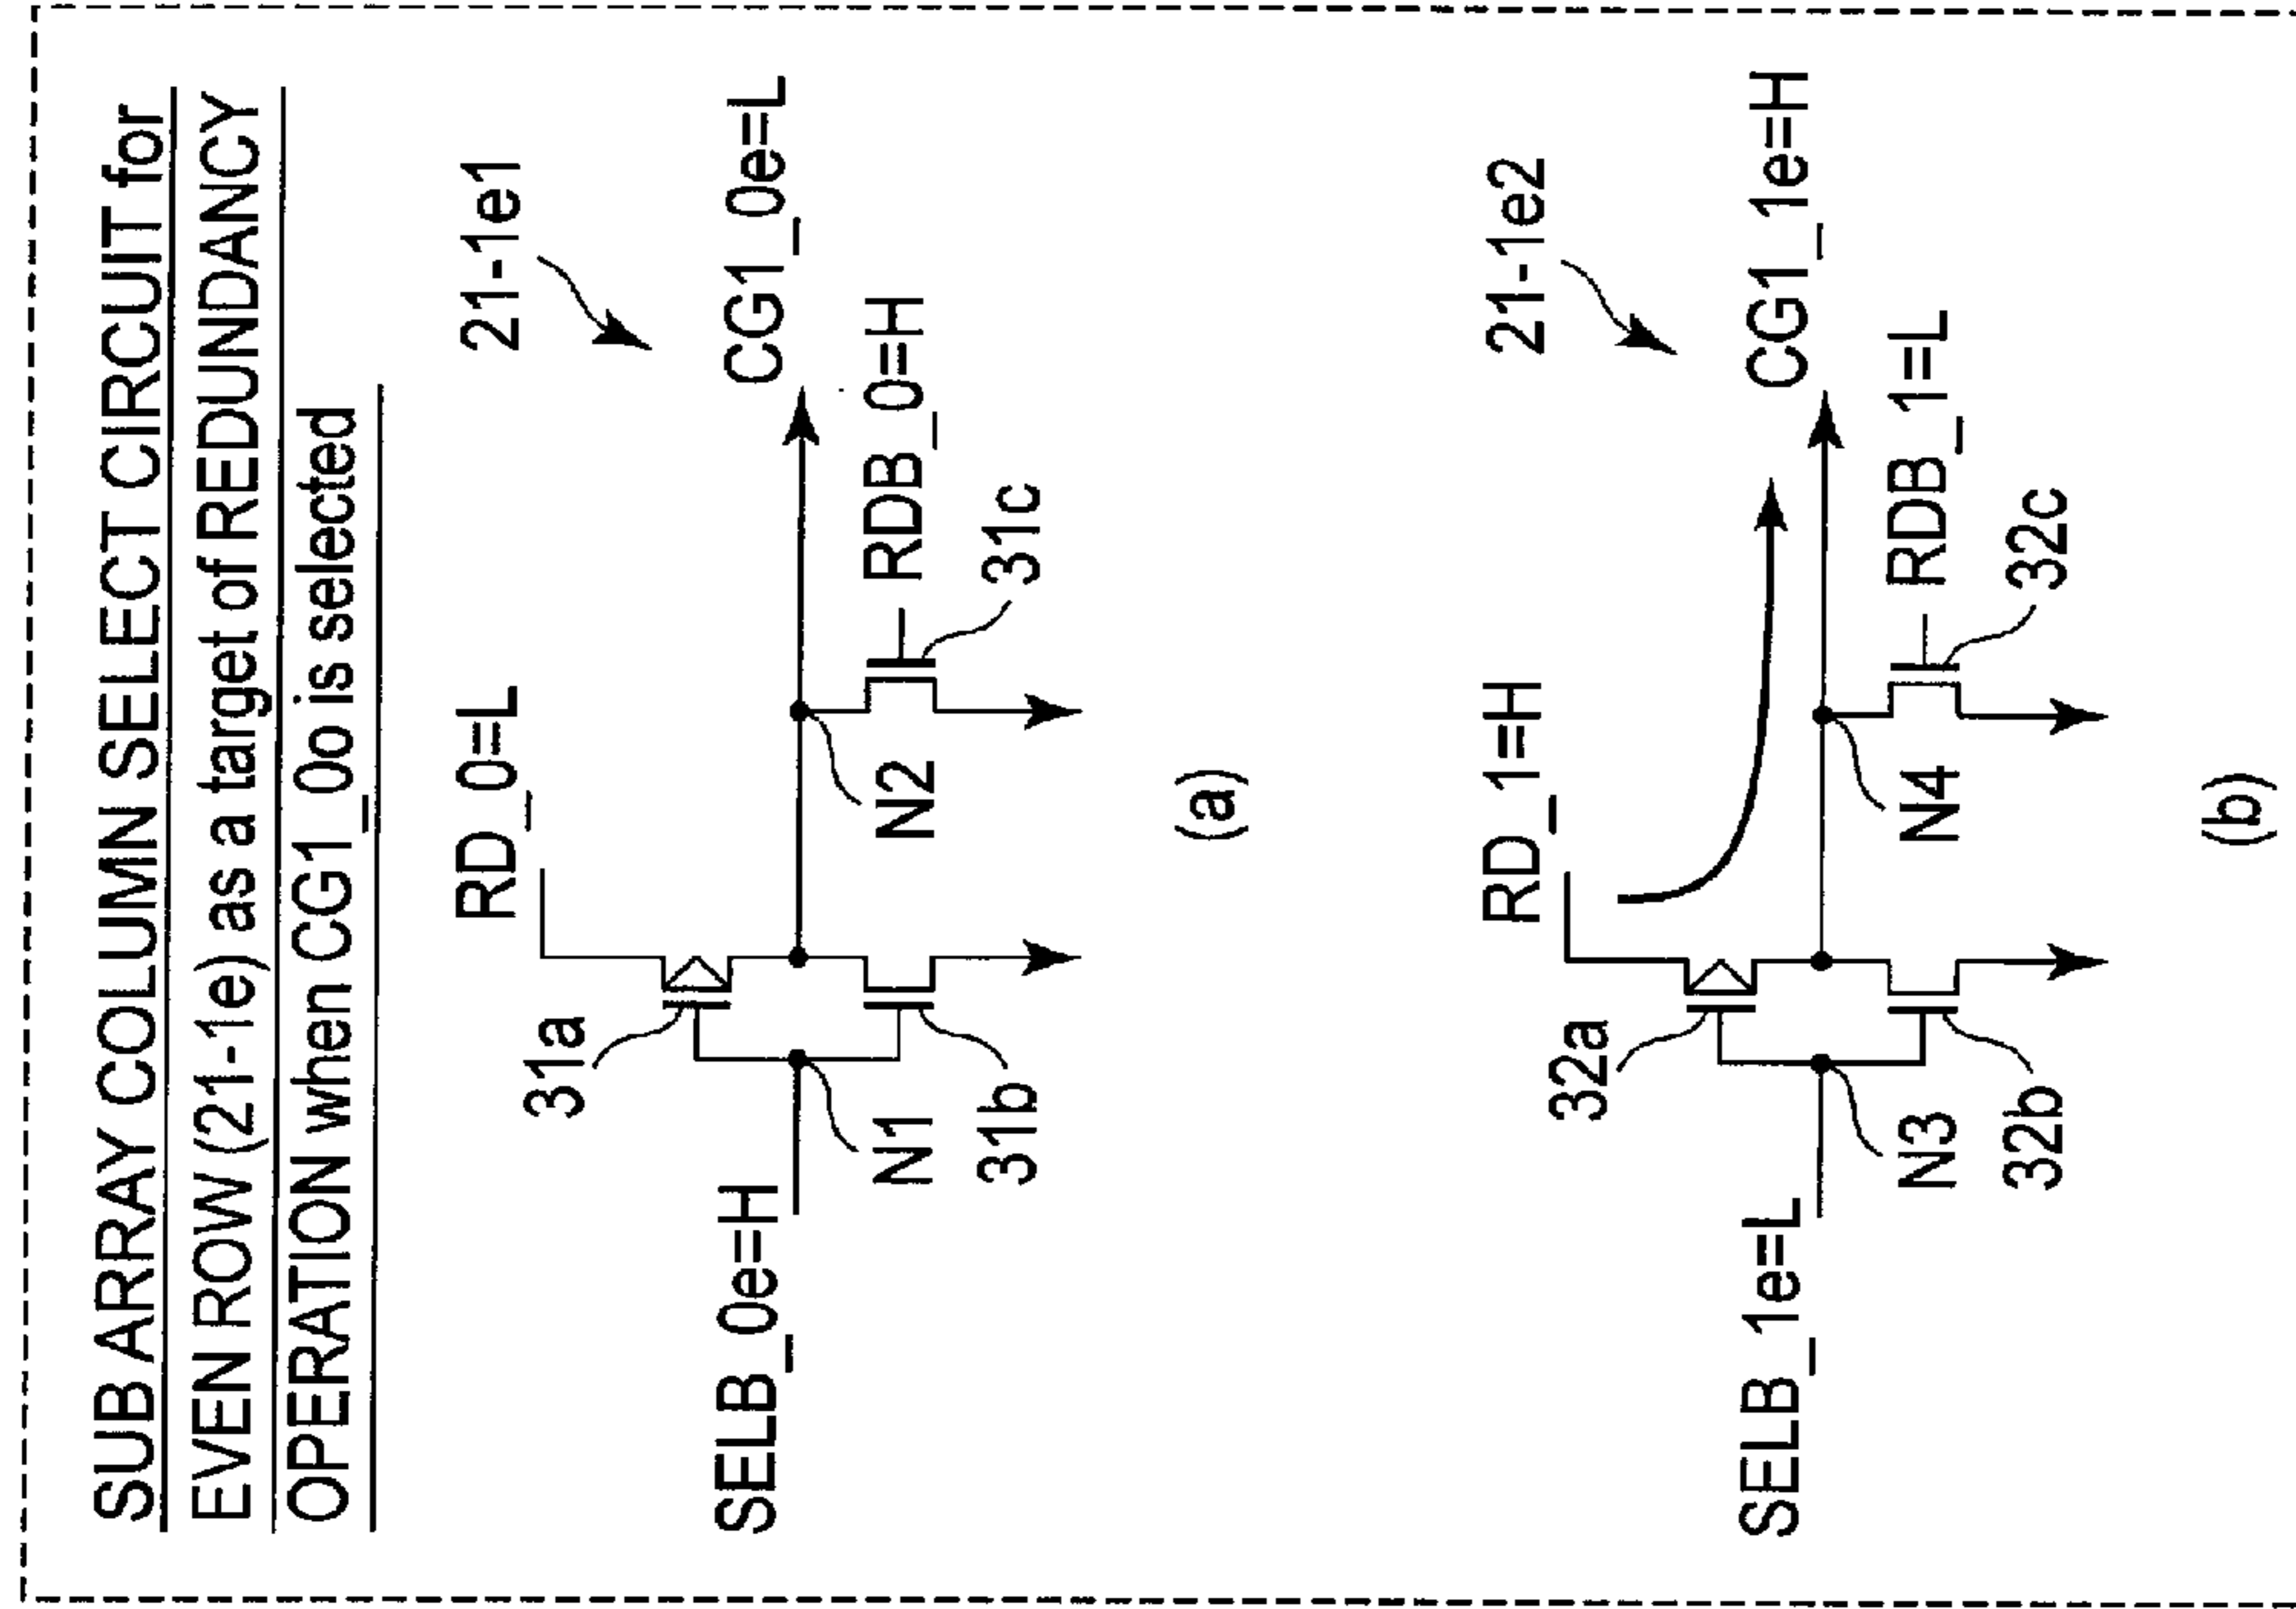 SUB ARRAY COLUMN SELECT CIRCUIT for
EVEN ROW (21-1e) as a target of REDUNDANCY
OPERATION when CG1_0o is selected
21-1e1
RD_0=L
31a
CG1_0e=L
SELB_0e=H
N1
N2
RDB_0=H
31b
31c
(a)
21-1e2
RD_1=H
32a
CG1_1e=H
SELB_1e=L
N3
N4
RDB_1=L
32b
32c
(b)